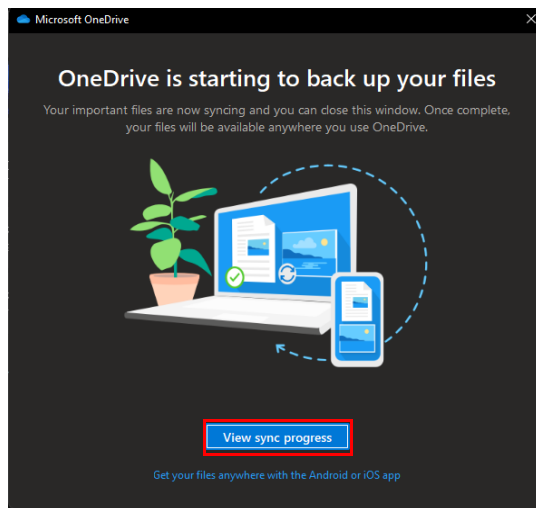 Microsoft OneDrive
OneDrive is starting to back up your files
Your important files are now syncing and you can close this window. Once complete,
your files will be available anywhere you use OneDrive.
View sync progress
Get your files anywhere with the Android or iOS app